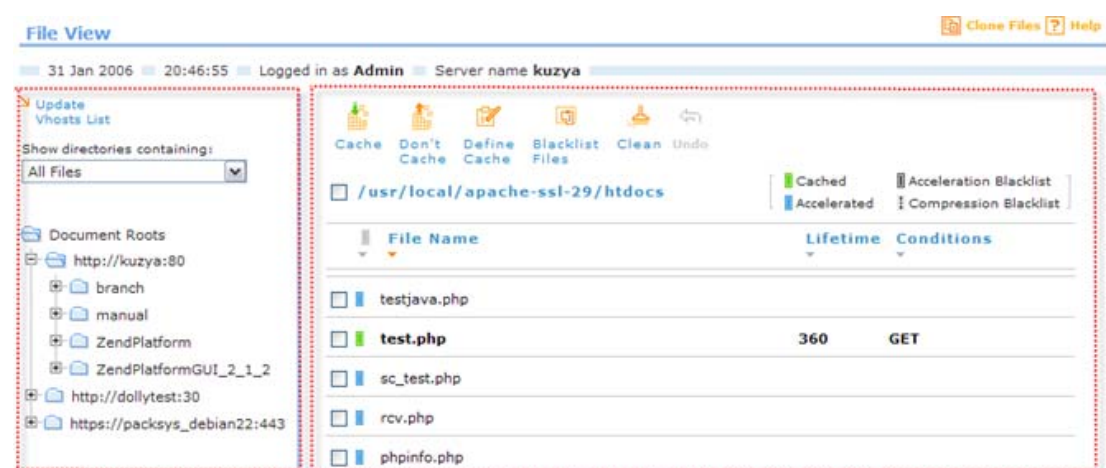 File View
Clone Files ? Help
31 Jan 2006 20:46:55 Logged in as Admin Server name kuzya
Update
Vhosts List
Show directories containing:
All Files
Document Roots
http://kuzya:80
branch
manual
ZendPlatform
ZendPlatformGUI_2_1_2
http://dollytest:30
https://packsys_debian22:443
Cache Don't Cache Define Cache Blacklist Files Clean Undo
/usr/local/apache-ssl-29/htdocs
Cached Acceleration Blacklist
Accelerated Compression Blacklist
File Name Lifetime Conditions
testjava.php
test.php 360 GET
sc_test.php
rcv.php
phpinfo.php